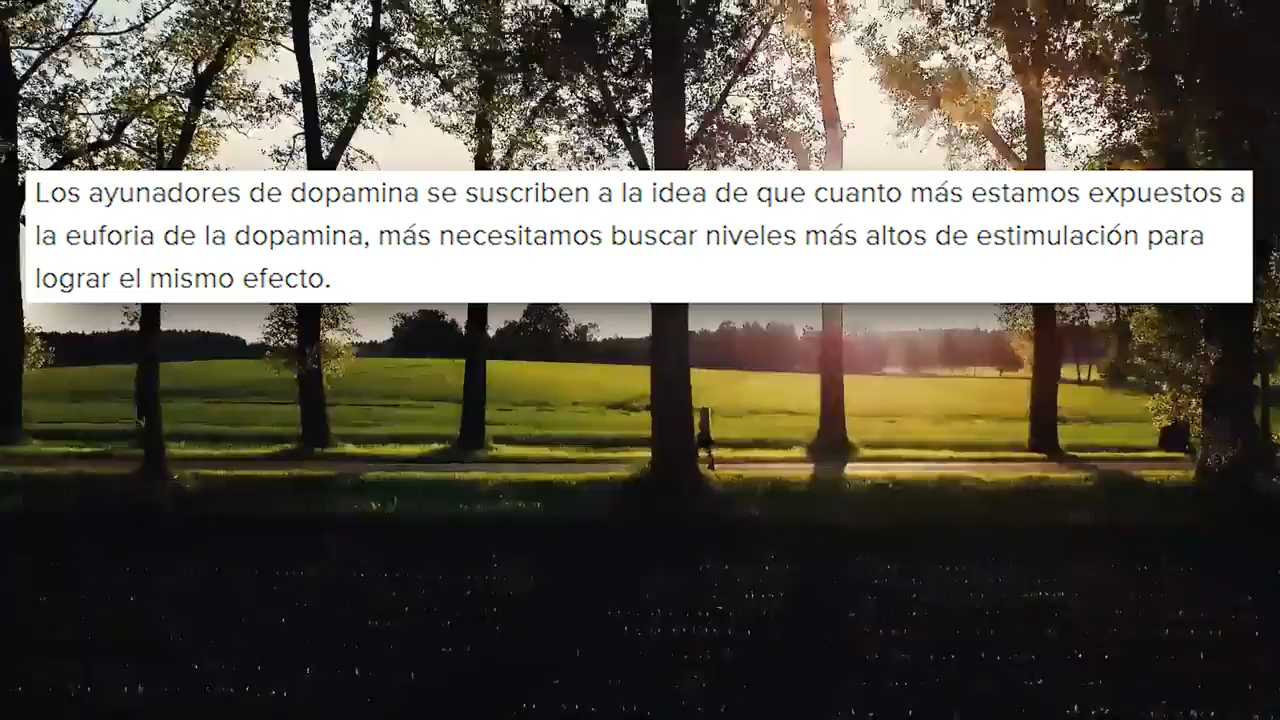 Los ayunadores de dopamina se suscriben a la idea de que cuanto más estamos expuestos a
la euforia de la dopamina, más necesitamos buscar niveles más altos de estimulación para
lograr el mismo efecto.